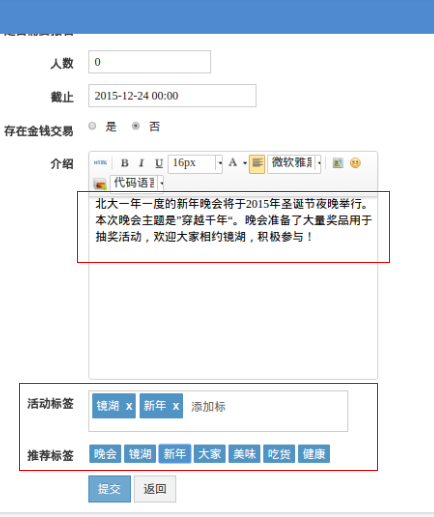 人数 0
截止 2015-12-24 00:00
存在金钱交易 是 否
介绍 HTML B I U 16px A 微软雅黑
代码语言
北大一年一度的新年晚会将于2015年圣诞节夜晚举行。
本次晚会主题是"穿越千年"。晚会准备了大量奖品用于
抽奖活动，欢迎大家相约镜湖，积极参与！
活动标签 镜湖 x 新年 x 添加标
推荐标签 晚会 镜湖 新年 大家 美味 吃货 健康
提交 返回